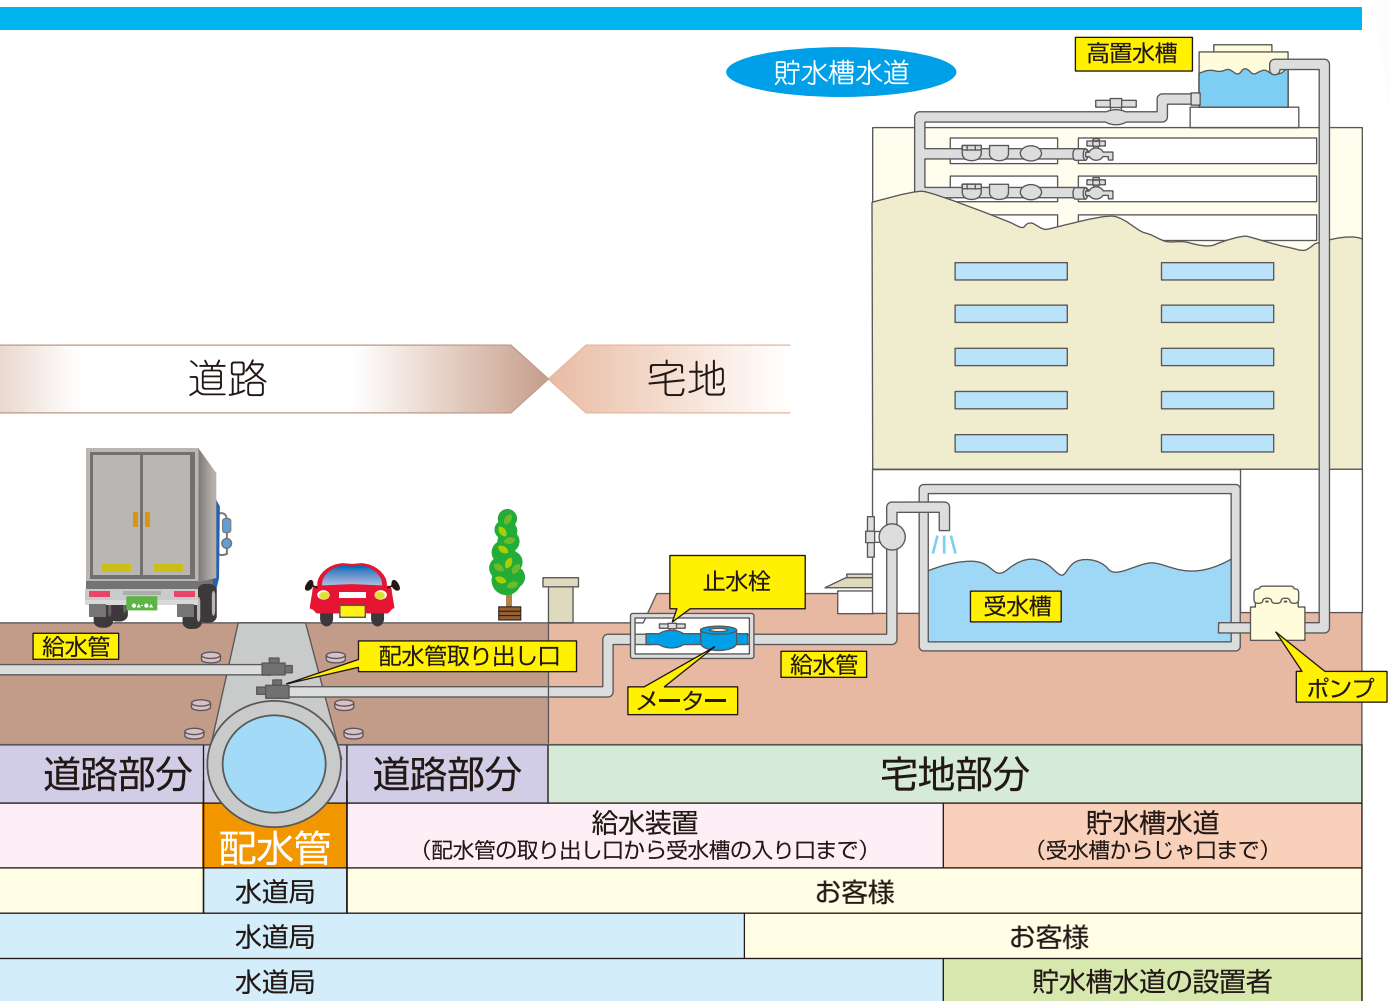 貯水槽水道
高置水槽
道路
宅地
止水栓
受水槽
給水管
配水管取り出し口
給水管
メーター
ポンプ
道路部分
道路部分
宅地部分
配水管
給水装置
（配水管の取り出し口から受水槽の入り口まで）
貯水槽水道
（受水槽からじゃ口まで）
水道局
お客様
水道局
お客様
水道局
貯水槽水道の設置者